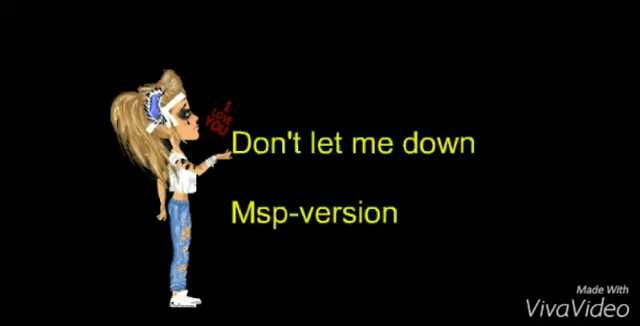 I
LOVE
YOU
Don't let me down
Msp-version
Made With
VivaVideo